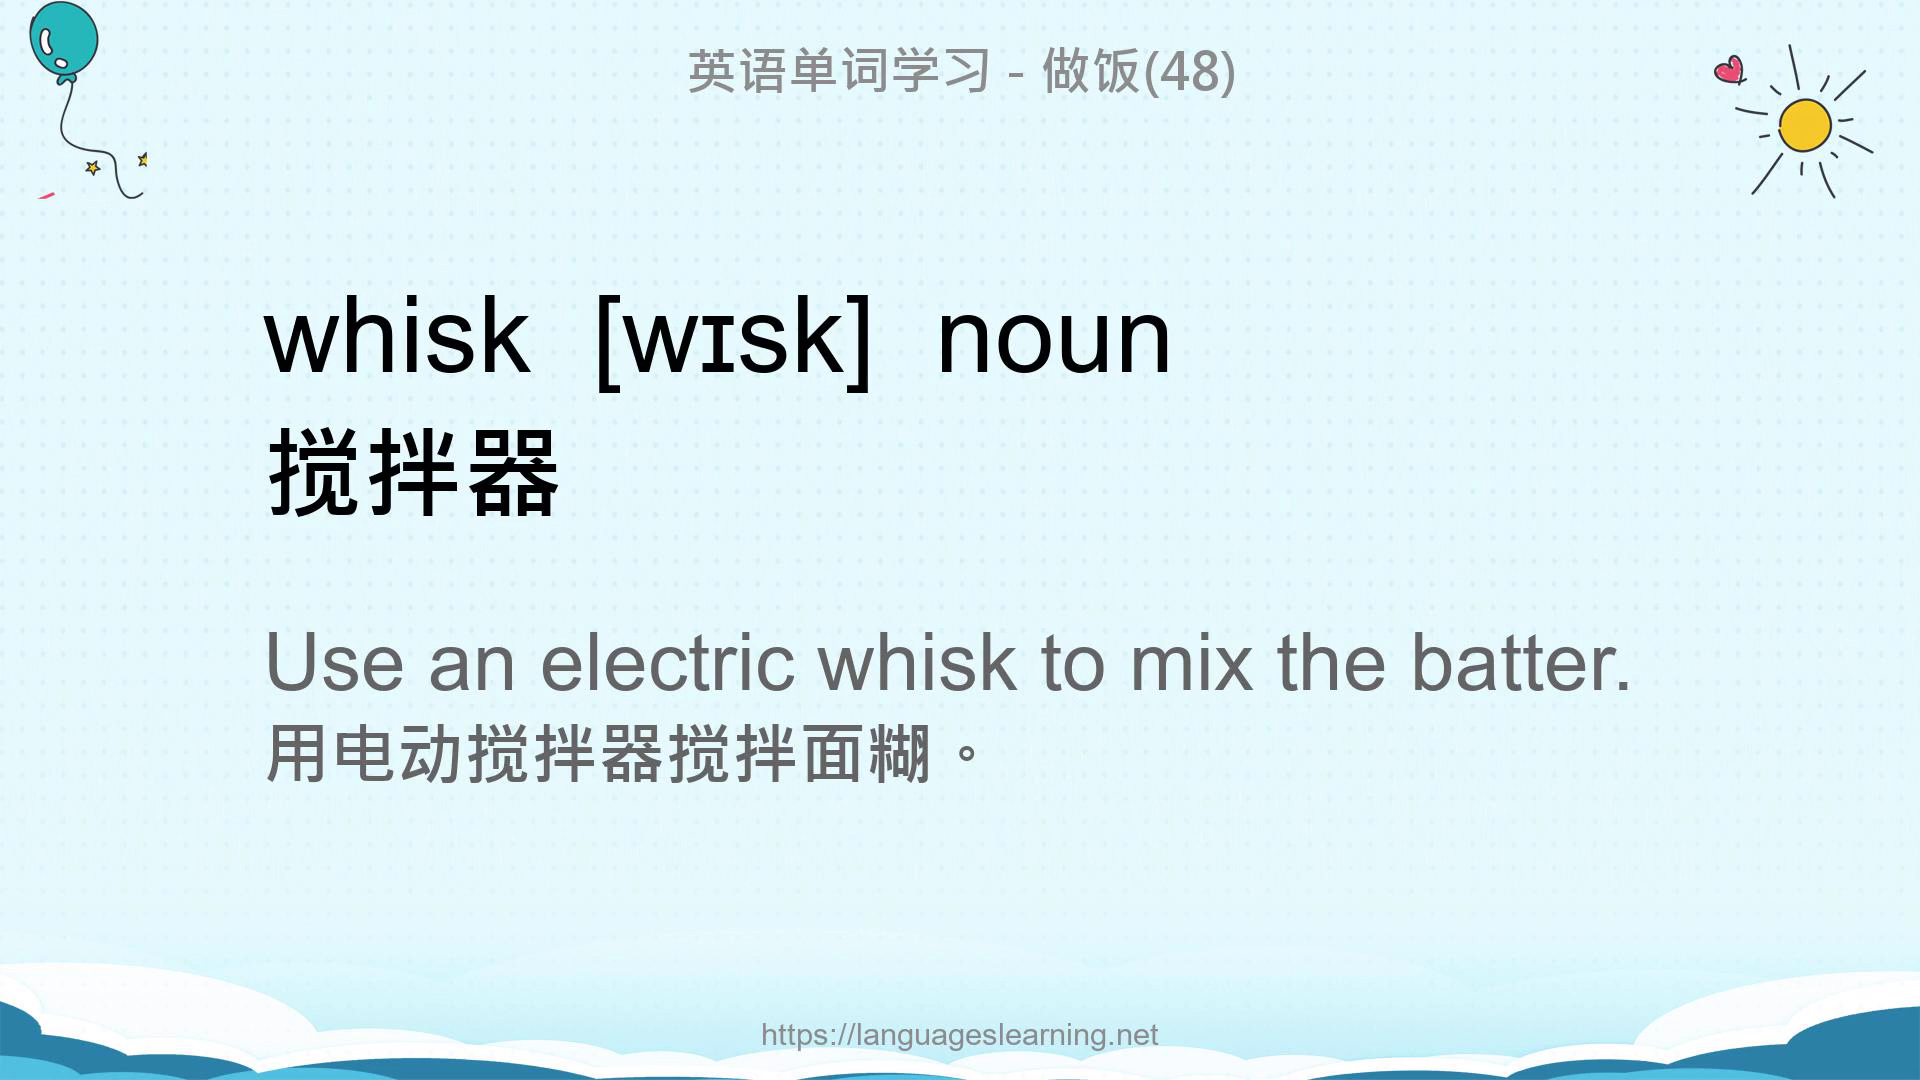 英语单词学习 - 做饭(48)
whisk [wɪsk] noun
搅拌器
Use an electric whisk to mix the batter.
用电动搅拌器搅拌面糊。
https://languageslearning.net